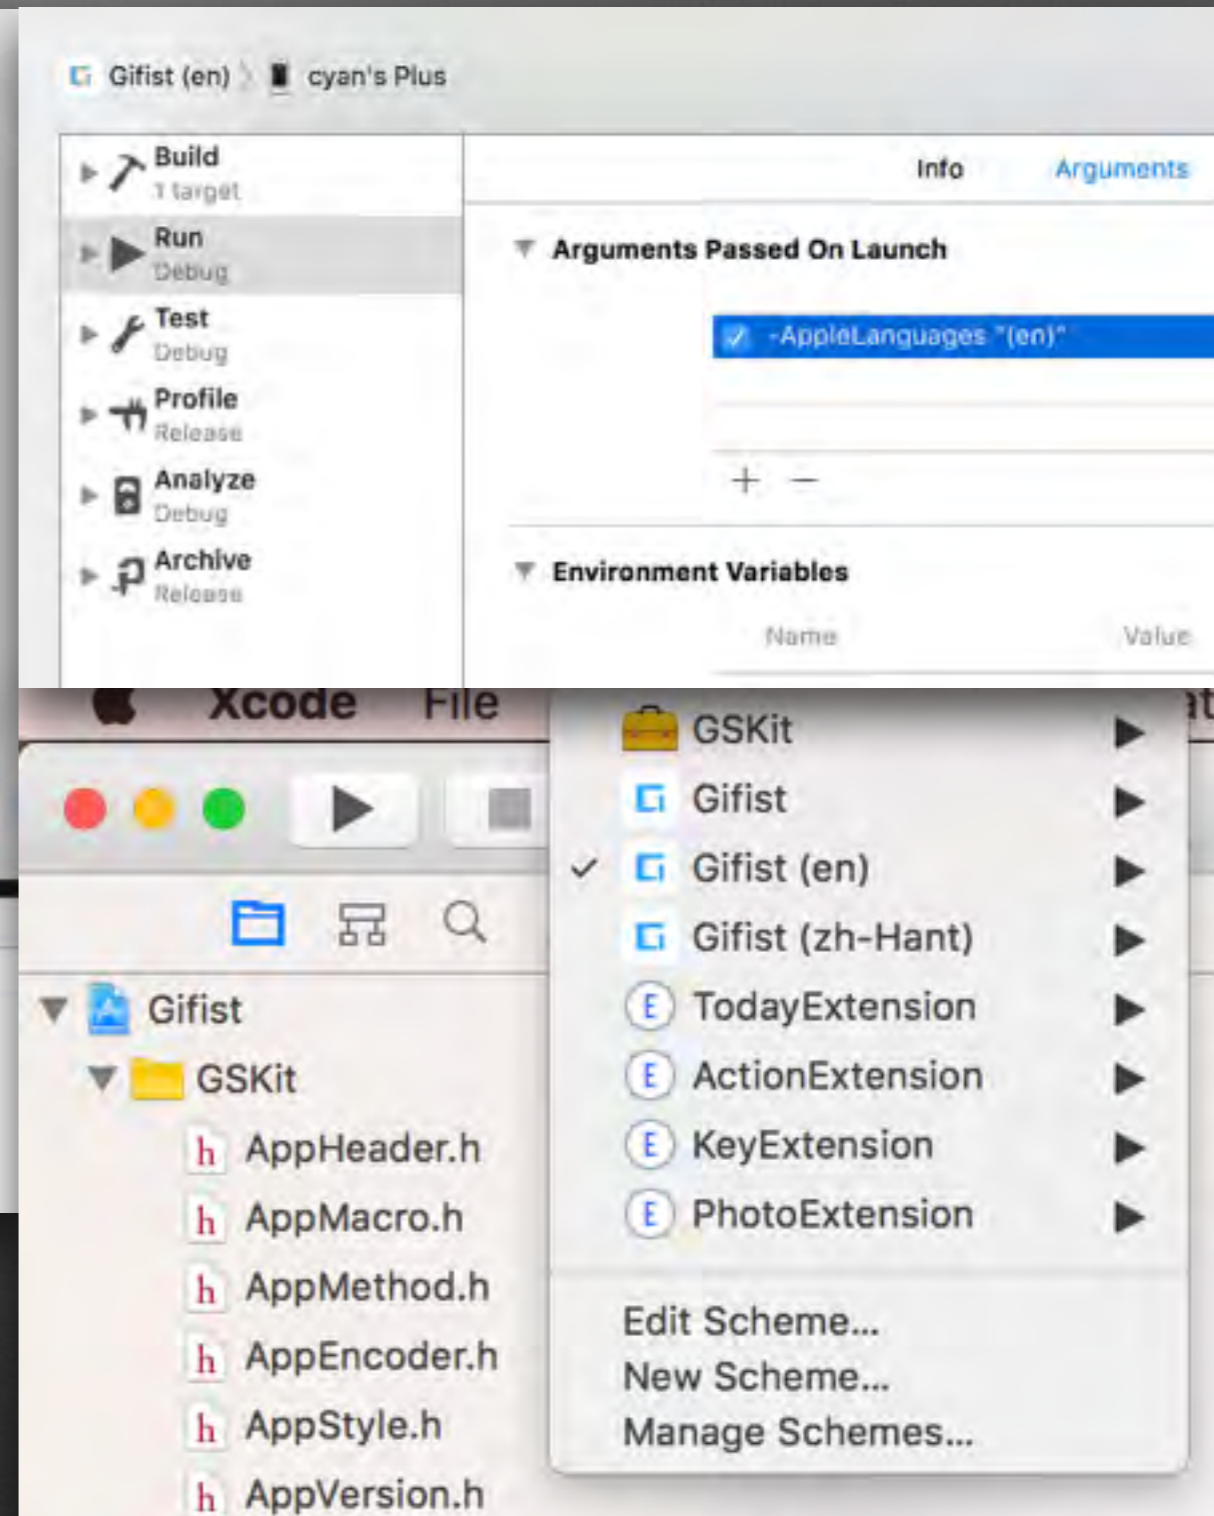 Gifist (en) cyan's Plus
Build
1 target
Run
Debug
Test
Debug
Profile
Release
Analyze
Debug
Archive
Release
Info Arguments
Arguments Passed On Launch
-AppleLanguages "(en)"
Environment Variables
Name Value
Xcode File
GSKit
Gifist
Gifist (en)
Gifist (zh-Hant)
TodayExtension
ActionExtension
KeyExtension
PhotoExtension
Edit Scheme...
New Scheme...
Manage Schemes...
Gifist
GSKit
AppHeader.h
AppMacro.h
AppMethod.h
AppEncoder.h
AppStyle.h
AppVersion.h